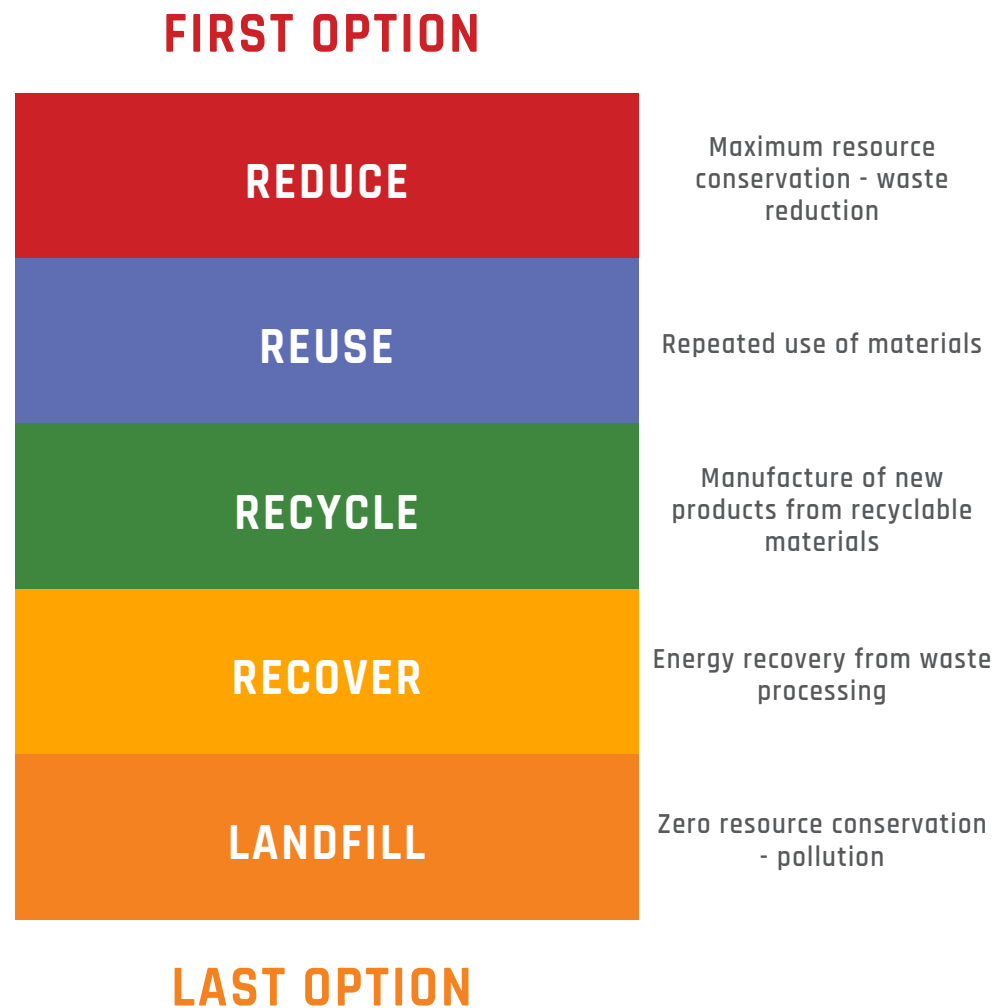 FIRST OPTION
REDUCE
Maximum resource
conservation - waste
reduction
REUSE
Repeated use of materials
RECYCLE
Manufacture of new
products from recyclable
materials
RECOVER
Energy recovery from waste
processing
LANDFILL
Zero resource conservation
- pollution
LAST OPTION